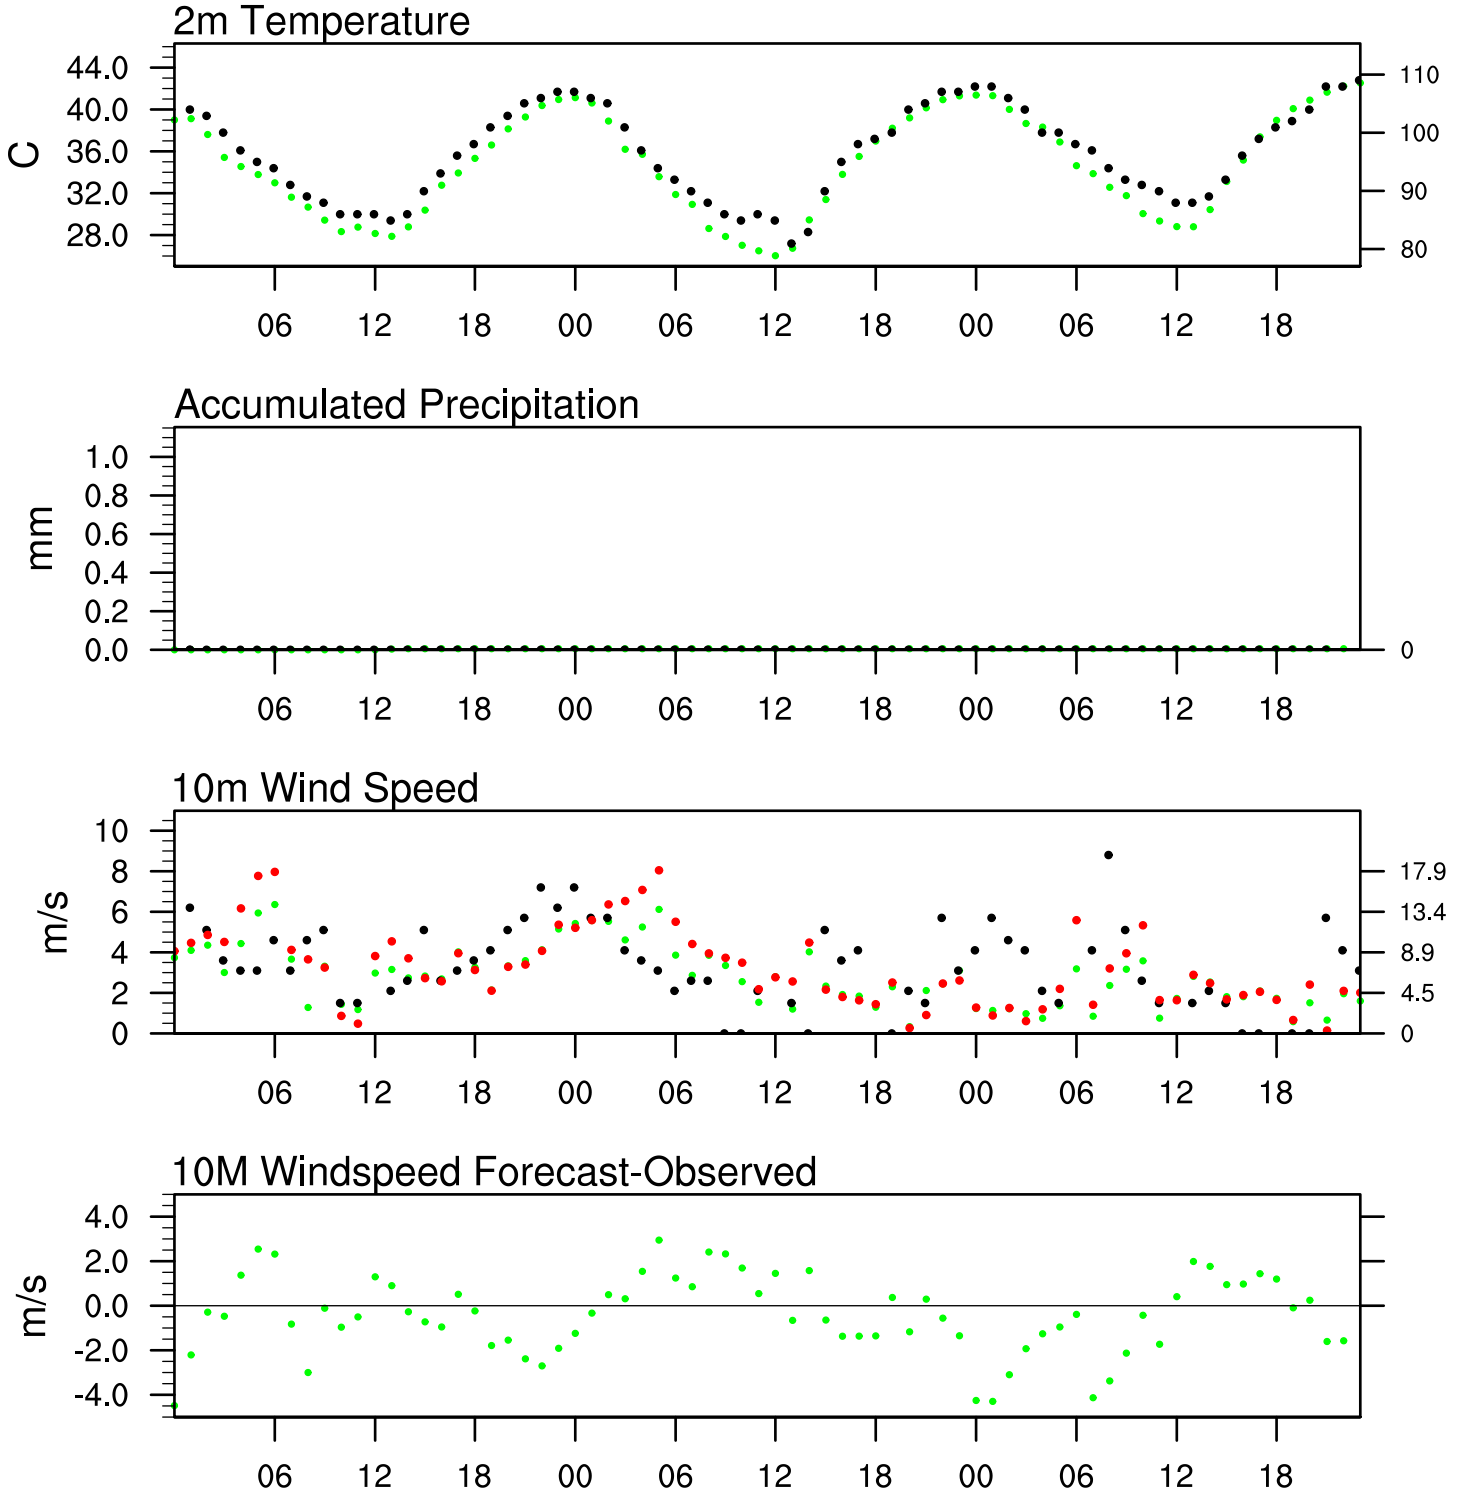 2m Temperature
44.0
40.0
36.0
32.0
28.0
C
110
100
90
80
06 12 18 00 06 12 18 00 06 12 18
Accumulated Precipitation
1.0
0.8
0.6
0.4
0.2
0.0
mm
0
06 12 18 00 06 12 18 00 06 12 18
10m Wind Speed
10
8
6
4
2
0
m/s
17.9
13.4
8.9
4.5
0
06 12 18 00 06 12 18 00 06 12 18
10M Windspeed Forecast-Observed
4.0
2.0
0.0
-2.0
-4.0
m/s
06 12 18 00 06 12 18 00 06 12 18